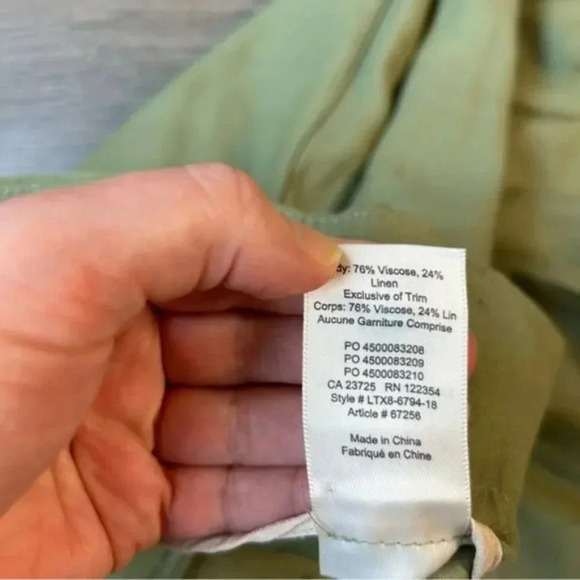 dy: 76% Viscose, 24%
Linen
Exclusive of Trim
Corps: 76% Viscose, 24% Lin
Aucune Garniture Comprise
PO 4500083208
PO 4500083209
PO 4500083210
CA 23725 RN 122354
Style # LTX8-6794-18
Article # 67256
Made in China
Fabriqué en China